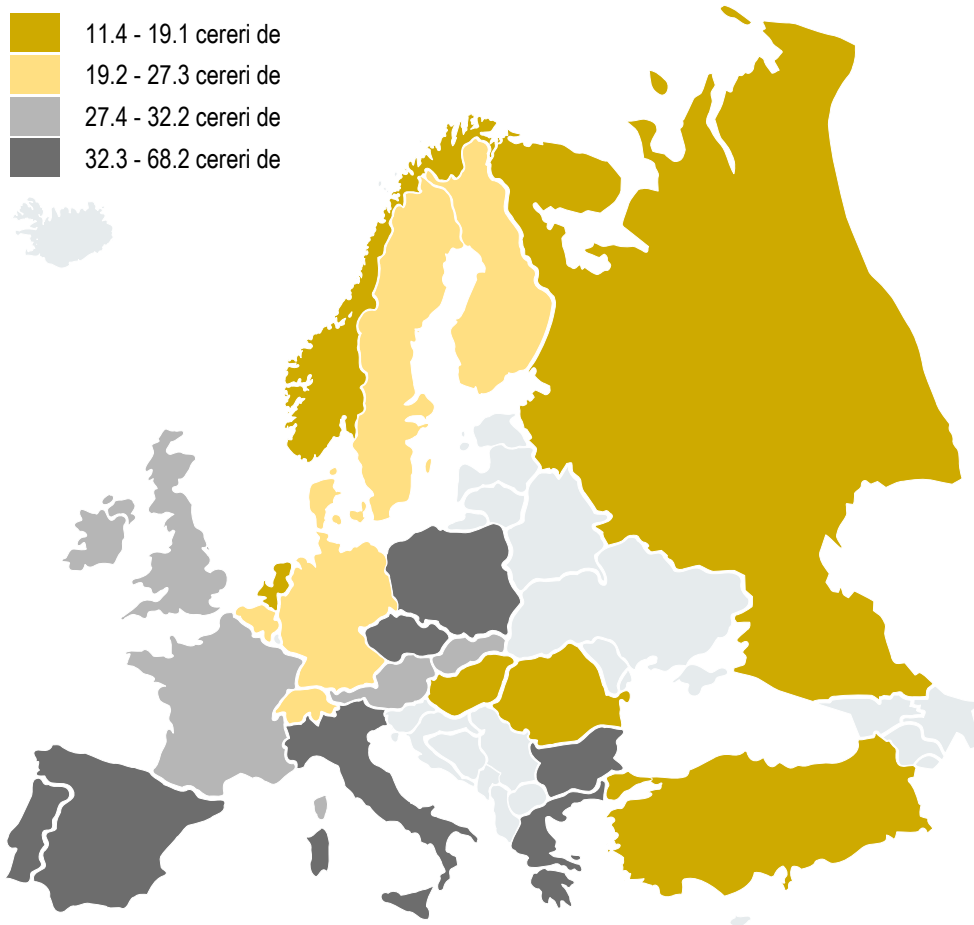 11.4 - 19.1 cereri de
19.2 - 27.3 cereri de
27.4 - 32.2 cereri de
32.3 - 68.2 cereri de